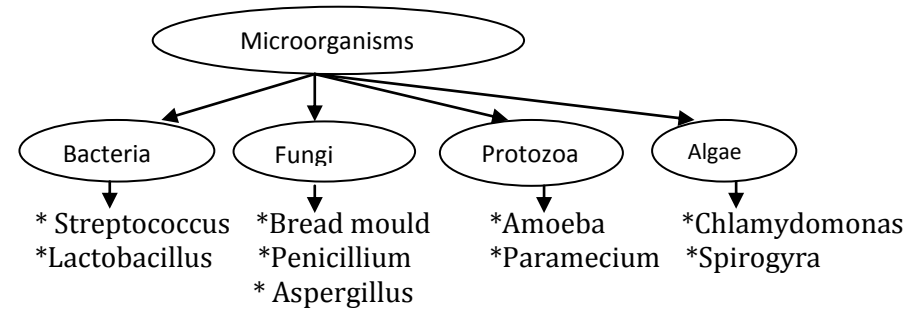 Microorganisms
Bacteria
Fungi
Protozoa
Algae
* Streptococcus
*Lactobacillus
*Bread mould
*Penicillium
* Aspergillus
*Amoeba
*Paramecium
*Chlamydomonas
*Spirogyra